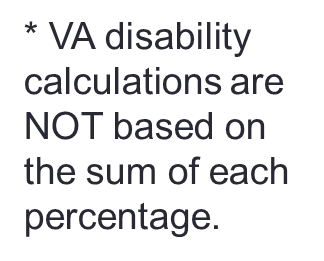 * VA disability
calculations are
NOT based on
the sum of each
percentage.